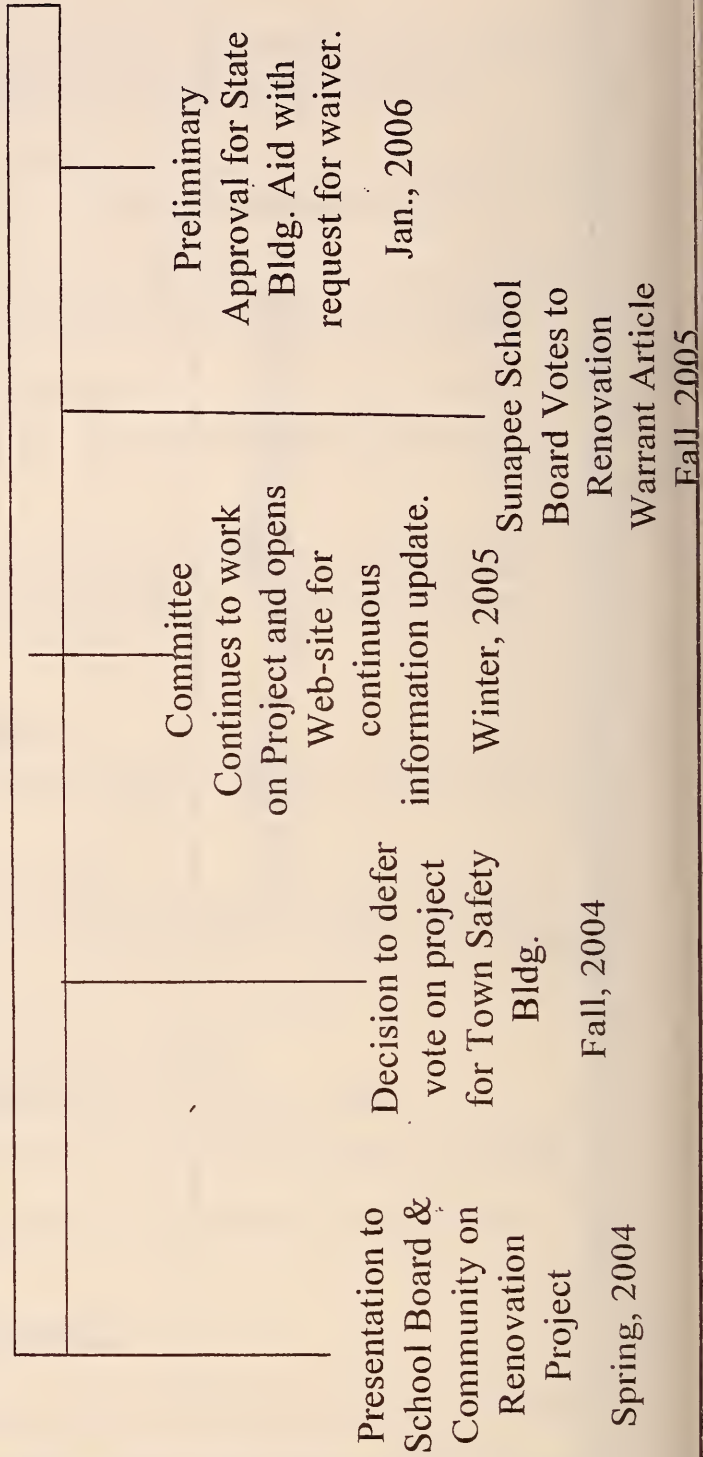 Presentation to
School Board &
Community on
Renovation
Project
Spring, 2004
Decision to defer
vote on project
for Town Safety
Bldg.
Fall, 2004
Committee
Continues to work
on Project and opens
Web-site for
continuous
information update.
Winter, 2005
Sunapee School
Board Votes to
Renovation
Warrant Article
Fall 2005
Preliminary
Approval for State
Bldg. Aid with
request for waiver.
Jan., 2006